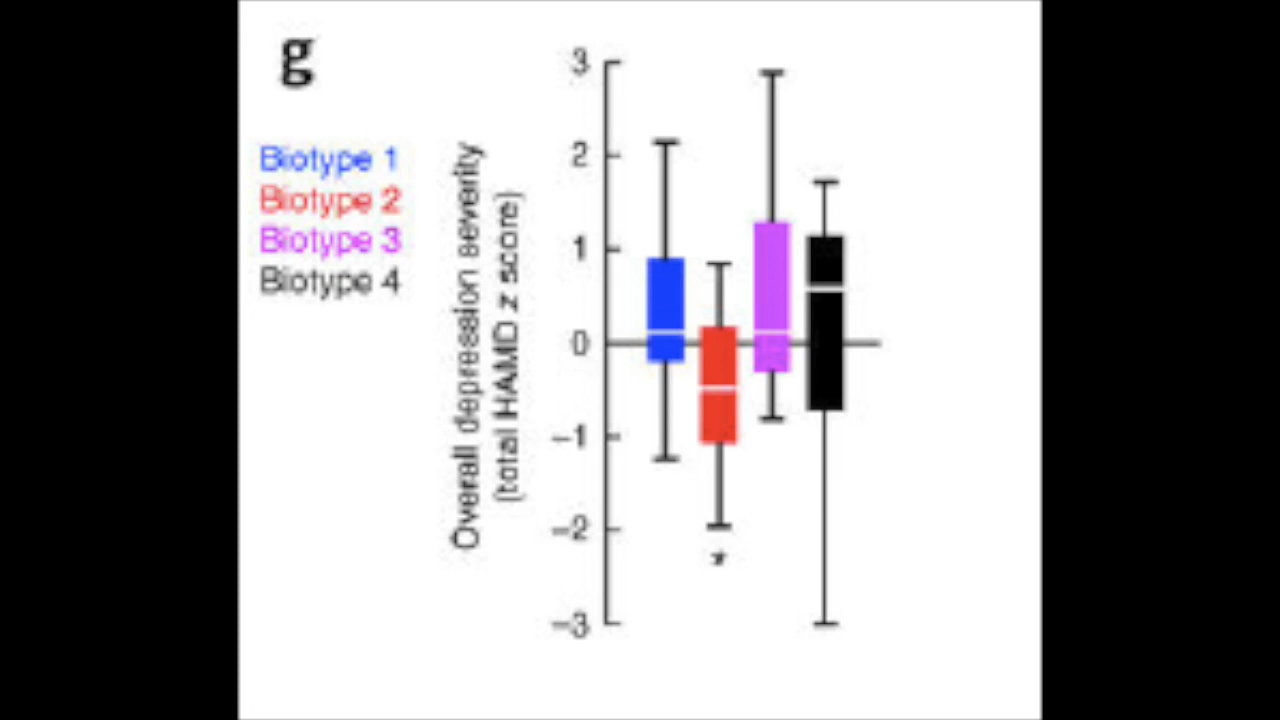 g
Biotype 1
Biotype 2
Biotype 3
Biotype 4
Overall depression severity
(total HAMD z score)
3
2
1
0
−1
−2
−3
*